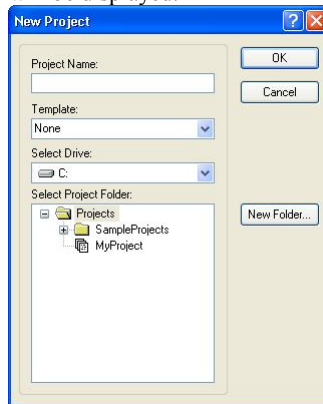 New Project
Project Name:
OK
Cancel
Template:
None
Select Drive:
C:
Select Project Folder:
Projects
SampleProjects
MyProject
New Folder...